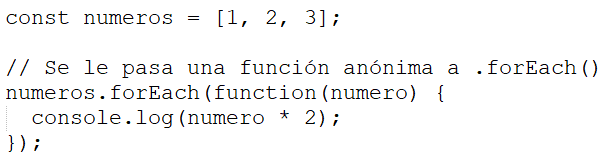 const numeros = [1, 2, 3];
// Se le pasa una función anónima a .forEach()
numeros.forEach(function(numero) {
console.log(numero * 2);
});